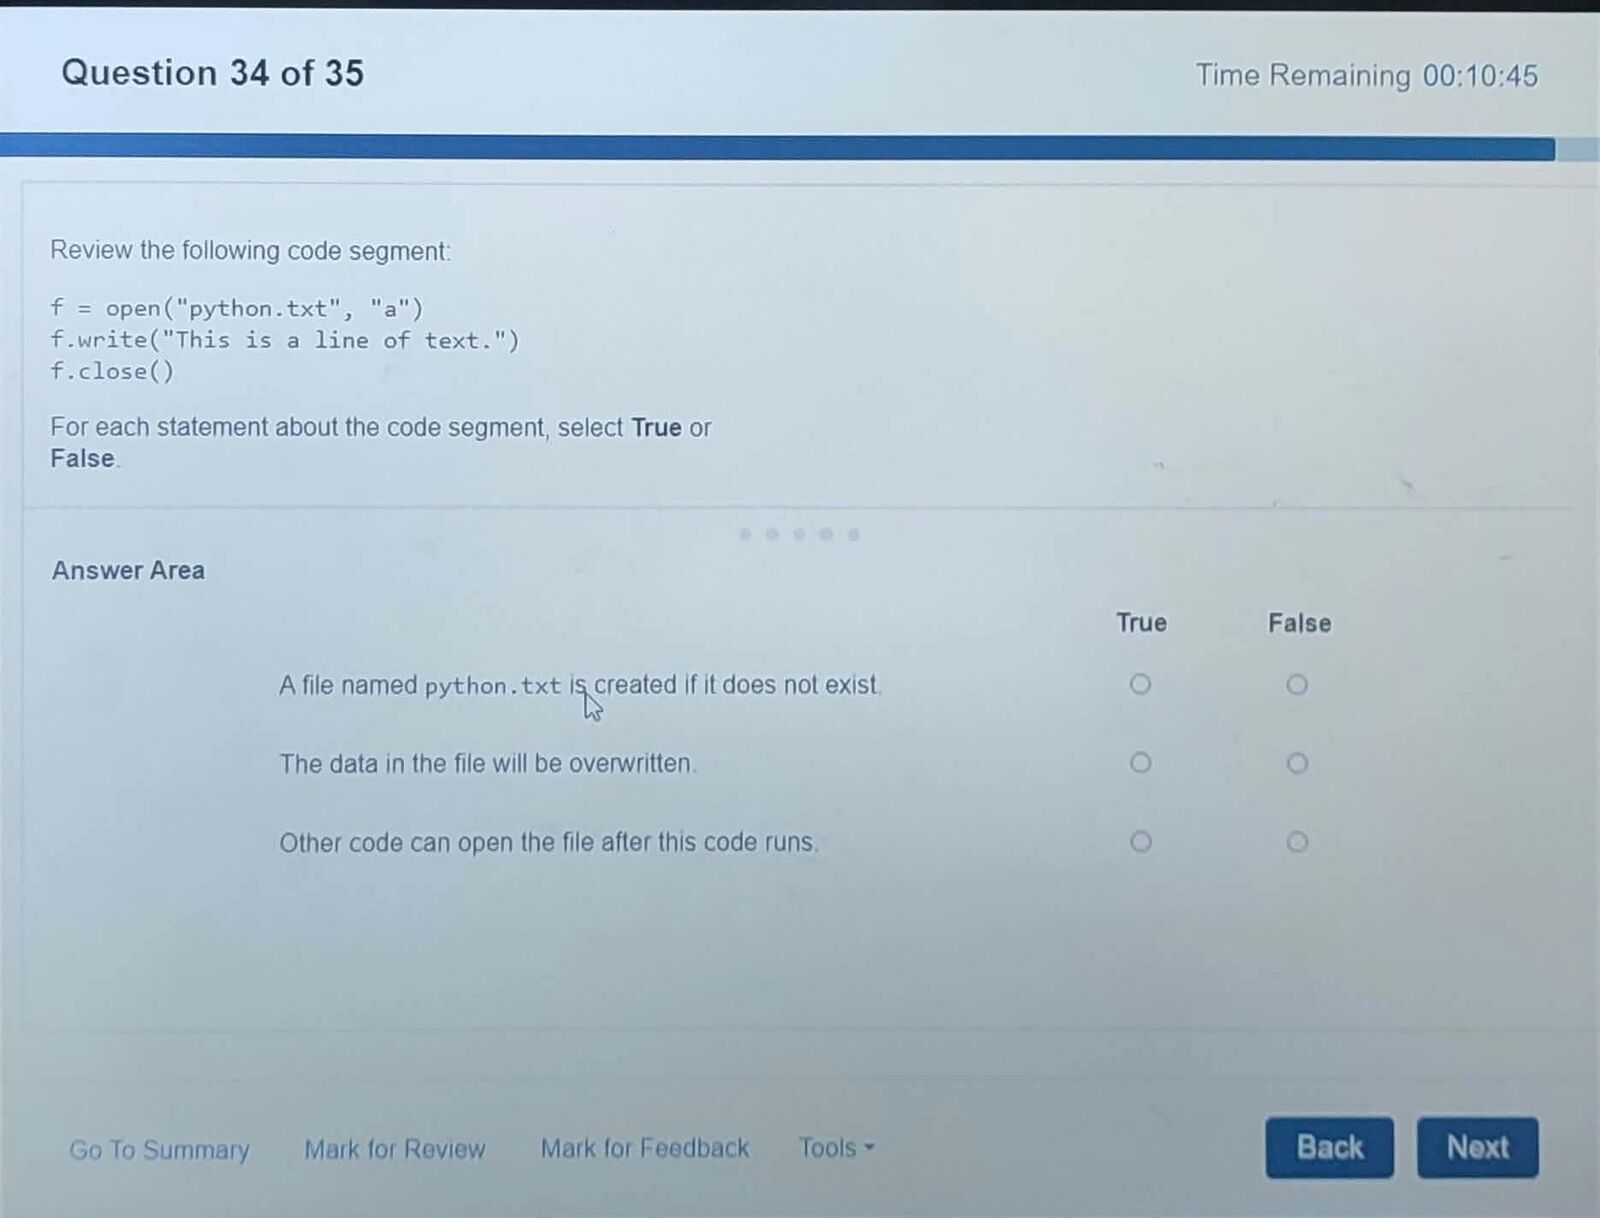 Question 34 of 35
Time Remaining 00:10:45
Review the following code segment:
f = open("python.txt", "a")
f.write("This is a line of text.")
f.close()
For each statement about the code segment, select True or
False.
Answer Area
True False
A file named python.txt is created if it does not exist.
The data in the file will be overwritten.
Other code can open the file after this code runs.
Go To Summary Mark for Review Mark for Feedback Tools Back Next